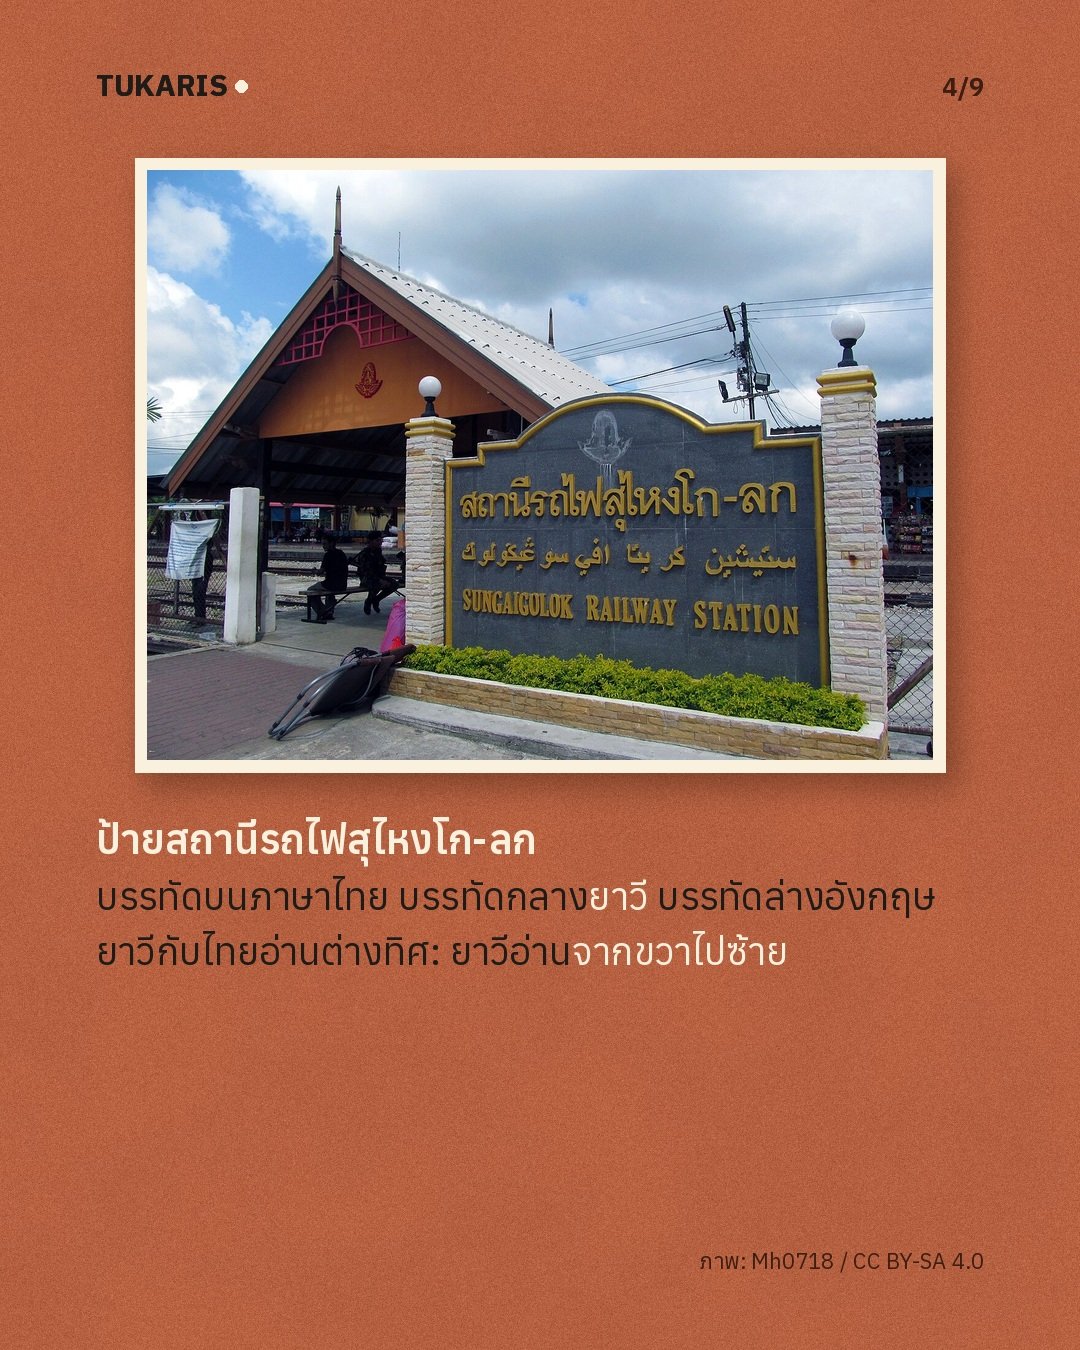 TUKARIS
4/9
สถานีรถไฟสุไหงโก-ลก
ستيشين كريتا افي سوڠيكولوك
SUNGAIGOLOK RAILWAY STATION
ป้ายสถานีรถไฟสุไหงโก-ลก
บรรทัดบนภาษาไทย บรรทัดกลางยาวี บรรทัดล่างอังกฤษ
ยาวีกับไทยอ่านต่างทิศ: ยาวีอ่านจากขวาไปซ้าย
ภาพ: Mh0718 / CC BY-SA 4.0